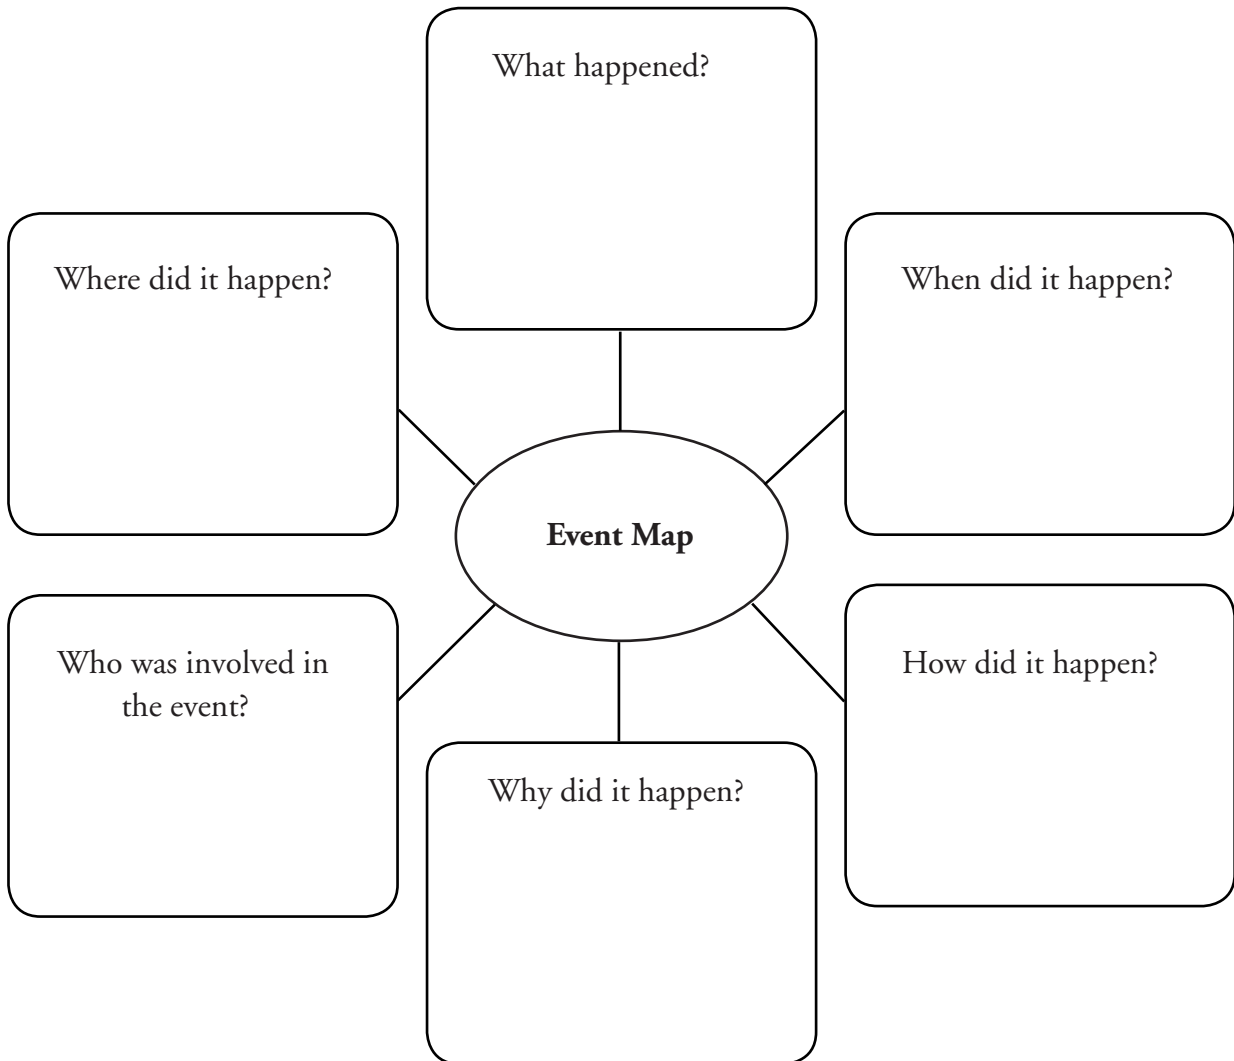 What happened?
Where did it happen?
When did it happen?
Event Map
Who was involved in
the event?
How did it happen?
Why did it happen?